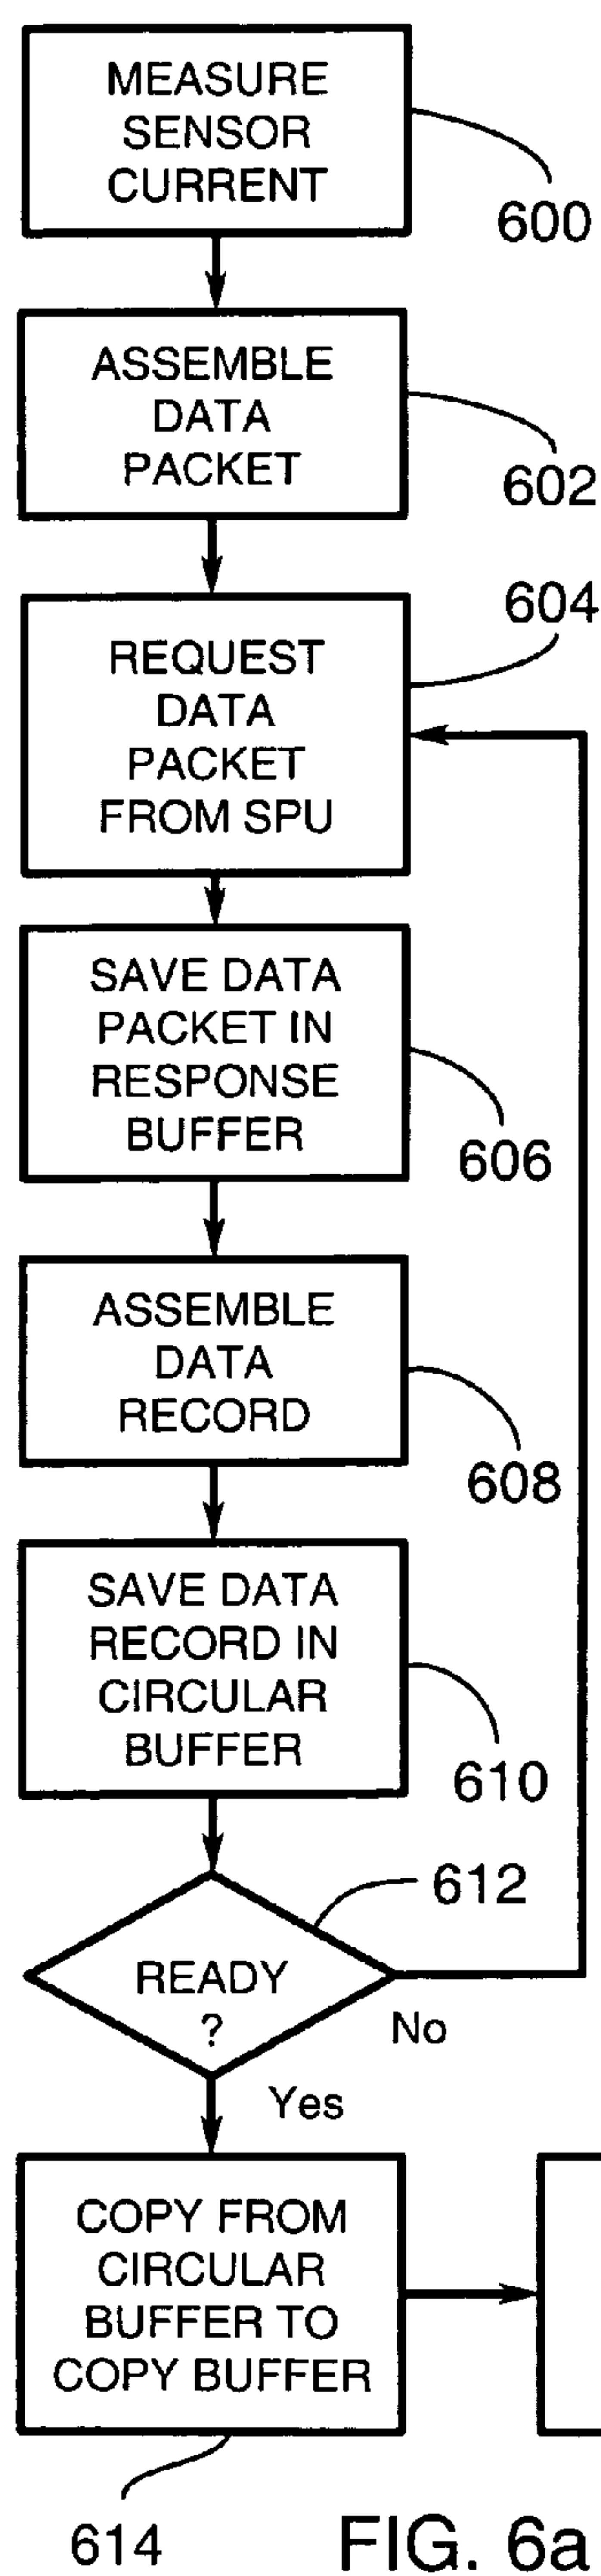 MEASURE
SENSOR
CURRENT
600
ASSEMBLE
DATA
PACKET
602
604
REQUEST
DATA
PACKET
FROM SPU
SAVE DATA
PACKET IN
RESPONSE
BUFFER
606
ASSEMBLE
DATA
RECORD
608
SAVE DATA
RECORD IN
CIRCULAR
BUFFER
610
612
READY
?
No
Yes
COPY FROM
CIRCULAR
BUFFER TO
COPY BUFFER
614
FIG. 6a